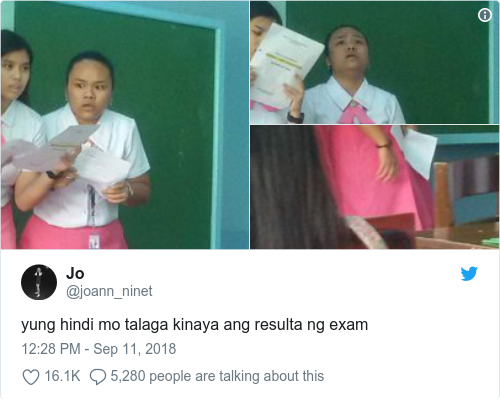 Jo
@joann_ninet
yung hindi mo talaga kinaya ang resulta ng exam
12:28 PM - Sep 11, 2018
16.1K 5,280 people are talking about this